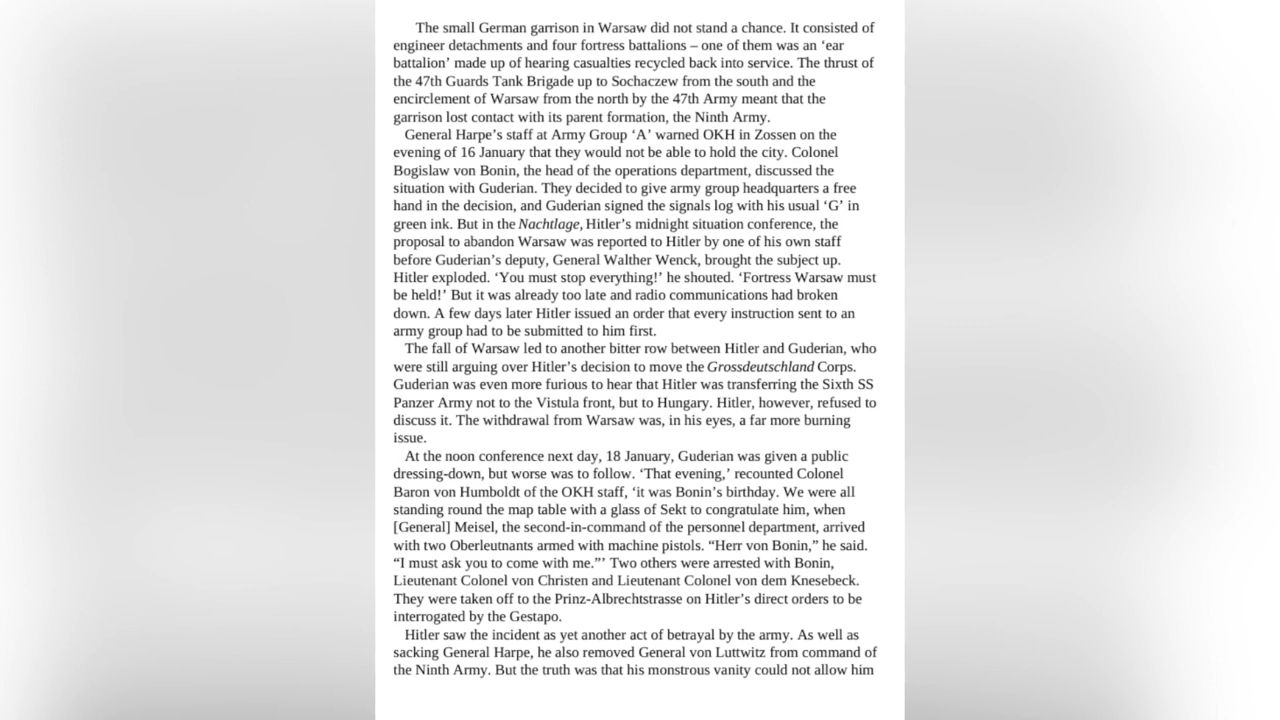 The small German garrison in Warsaw did not stand a chance. It consisted of
engineer detachments and four fortress battalions – one of them was an ‘ear
battalion’ made up of hearing casualties recycled back into service. The thrust of
the 47th Guards Tank Brigade up to Sochaczew from the south and the
encirclement of Warsaw from the north by the 47th Army meant that the
garrison lost contact with its parent formation, the Ninth Army.
General Harpe’s staff at Army Group ‘A’ warned OKH in Zossen on the
evening of 16 January that they would not be able to hold the city. Colonel
Bogislaw von Bonin, the head of the operations department, discussed the
situation with Guderian. They decided to give army group headquarters a free
hand in the decision, and Guderian signed the signals log with his usual ‘G’ in
green ink. But in the Nachtlage, Hitler’s midnight situation conference, the
proposal to abandon Warsaw was reported to Hitler by one of his own staff
before Guderian’s deputy, General Walther Wenck, brought the subject up.
Hitler exploded. ‘You must stop everything!’ he shouted. ‘Fortress Warsaw must
be held!’ But it was already too late and radio communications had broken
down. A few days later Hitler issued an order that every instruction sent to an
army group had to be submitted to him first.
The fall of Warsaw led to another bitter row between Hitler and Guderian, who
were still arguing over Hitler’s decision to move the Grossdeutschland Corps.
Guderian was even more furious to hear that Hitler was transferring the Sixth SS
Panzer Army not to the Vistula front, but to Hungary. Hitler, however, refused to
discuss it. The withdrawal from Warsaw was, in his eyes, a far more burning
issue.
At the noon conference next day, 18 January, Guderian was given a public
dressing-down, but worse was to follow. ‘That evening,’ recounted Colonel
Baron von Humboldt of the OKH staff, ‘it was Bonin’s birthday. We were all
standing round the map table with a glass of Sekt to congratulate him, when
[General] Meisel, the second-in-command of the personnel department, arrived
with two Oberleutnants armed with machine pistols. “Herr von Bonin,” he said.
“I must ask you to come with me.”’ Two others were arrested with Bonin,
Lieutenant Colonel von Christen and Lieutenant Colonel von dem Knesebeck.
They were taken off to the Prinz-Albrechtstrasse on Hitler’s direct orders to be
interrogated by the Gestapo.
Hitler saw the incident as yet another act of betrayal by the army. As well as
sacking General Harpe, he also removed General von Luttwitz from command of
the Ninth Army. But the truth was that his monstrous vanity could not allow him